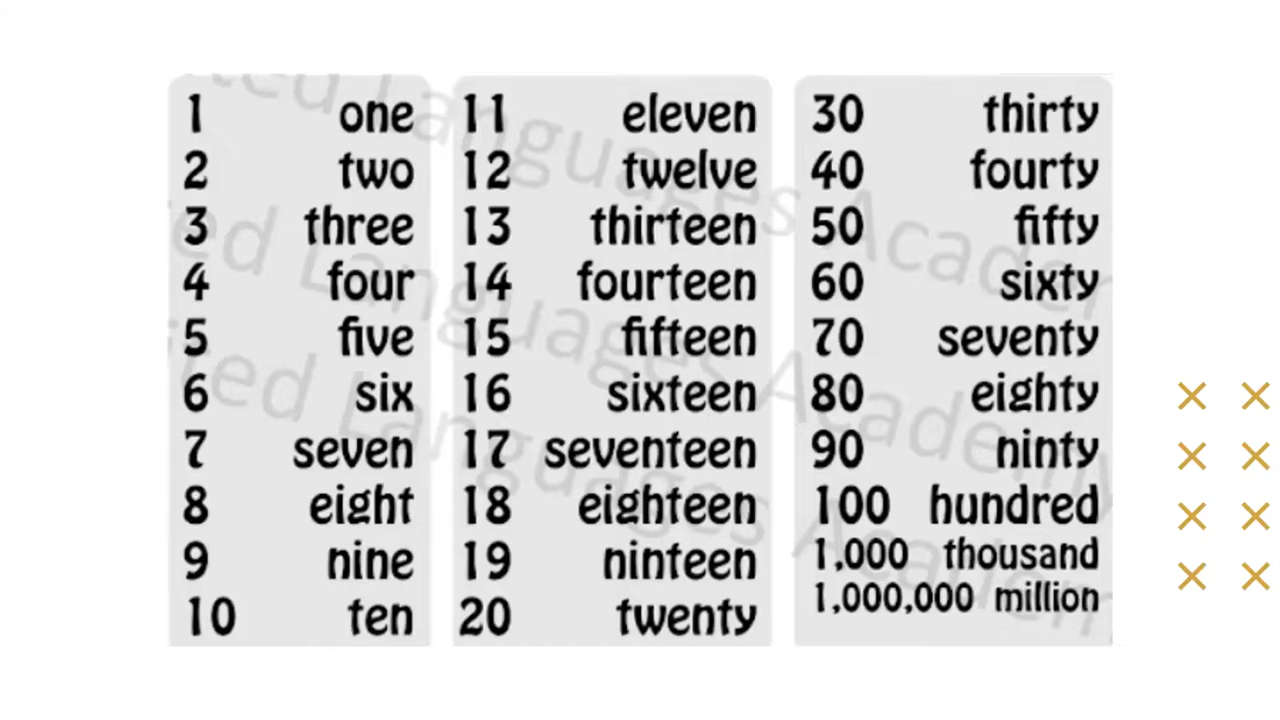 1 one
2 two
3 three
4 four
5 five
6 six
7 seven
8 eight
9 nine
10 ten
11 eleven
12 twelve
13 thirteen
14 fourteen
15 fifteen
16 sixteen
17 seventeen
18 eighteen
19 ninteen
20 twenty
30 thirty
40 fourty
50 fifty
60 sixty
70 seventy
80 eighty
90 ninty
100 hundred
1,000 thousand
1,000,000 million
Languages Academy